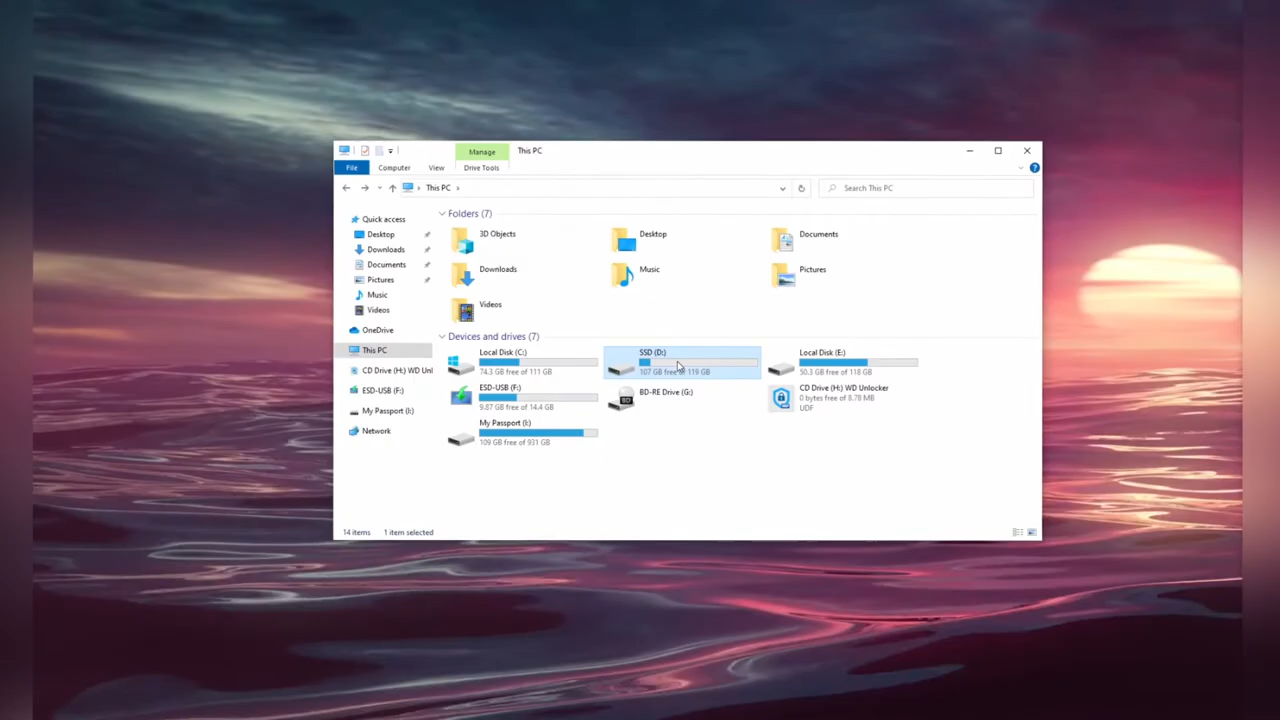 Manage
This PC
File
Computer
View
Drive Tools
This PC
Search This PC
Quick access
Desktop
Downloads
Documents
Pictures
Music
Videos
OneDrive
This PC
CD Drive (H:) WD Unl
ESD-USB (F:)
My Passport (I:)
Network
Folders (7)
3D Objects
Desktop
Documents
Downloads
Music
Pictures
Videos
Devices and drives (7)
Local Disk (C:)
74.3 GB free of 111 GB
SSD (D:)
107 GB free of 119 GB
Local Disk (E:)
50.3 GB free of 118 GB
ESD-USB (F:)
9.87 GB free of 14.4 GB
BD-RE Drive (G:)
BD
CD Drive (H:) WD Unlocker
0 bytes free of 8.78 MB
UDF
My Passport (I:)
109 GB free of 931 GB
14 items
1 item selected